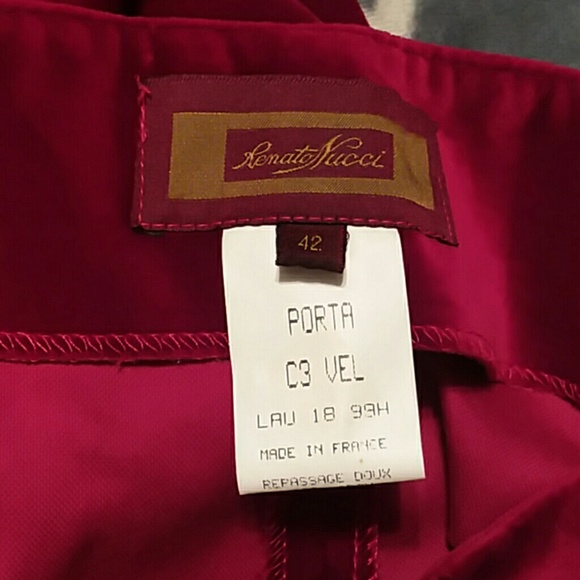 Renato Nucci
42
PORTA
C3 VEL
LAV 18 99H
MADE IN FRANCE
REPASSAGE DOUX